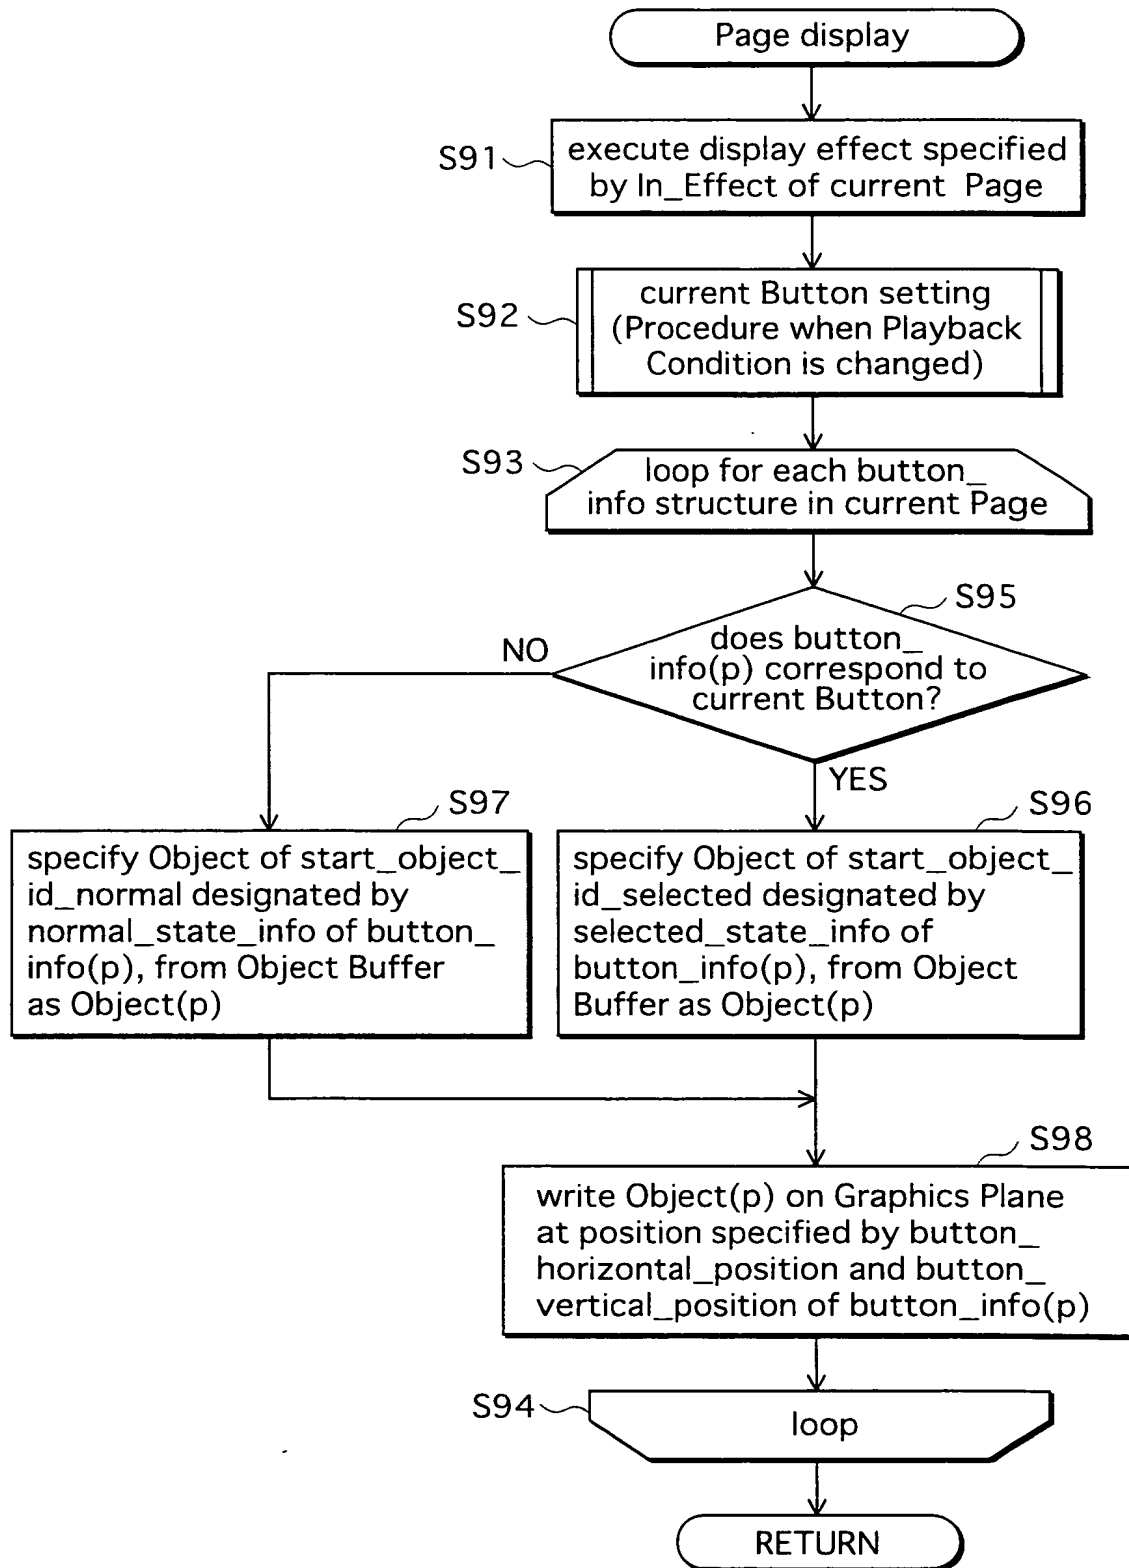 Page display
S91
execute display effect specified
by In_Effect of current Page
S92
current Button setting
(Procedure when Playback
Condition is changed)
S93
loop for each button_
info structure in current Page
S95
does button_
info(p) correspond to
current Button?
NO
YES
S97
specify Object of start_object_
id_normal designated by
normal_state_info of button_
info(p), from Object Buffer
as Object(p)
S96
specify Object of start_object_
id_selected designated by
selected_state_info of
button_info(p), from Object
Buffer as Object(p)
S98
write Object(p) on Graphics Plane
at position specified by button_
horizontal_position and button_
vertical_position of button_info(p)
S94
loop
RETURN